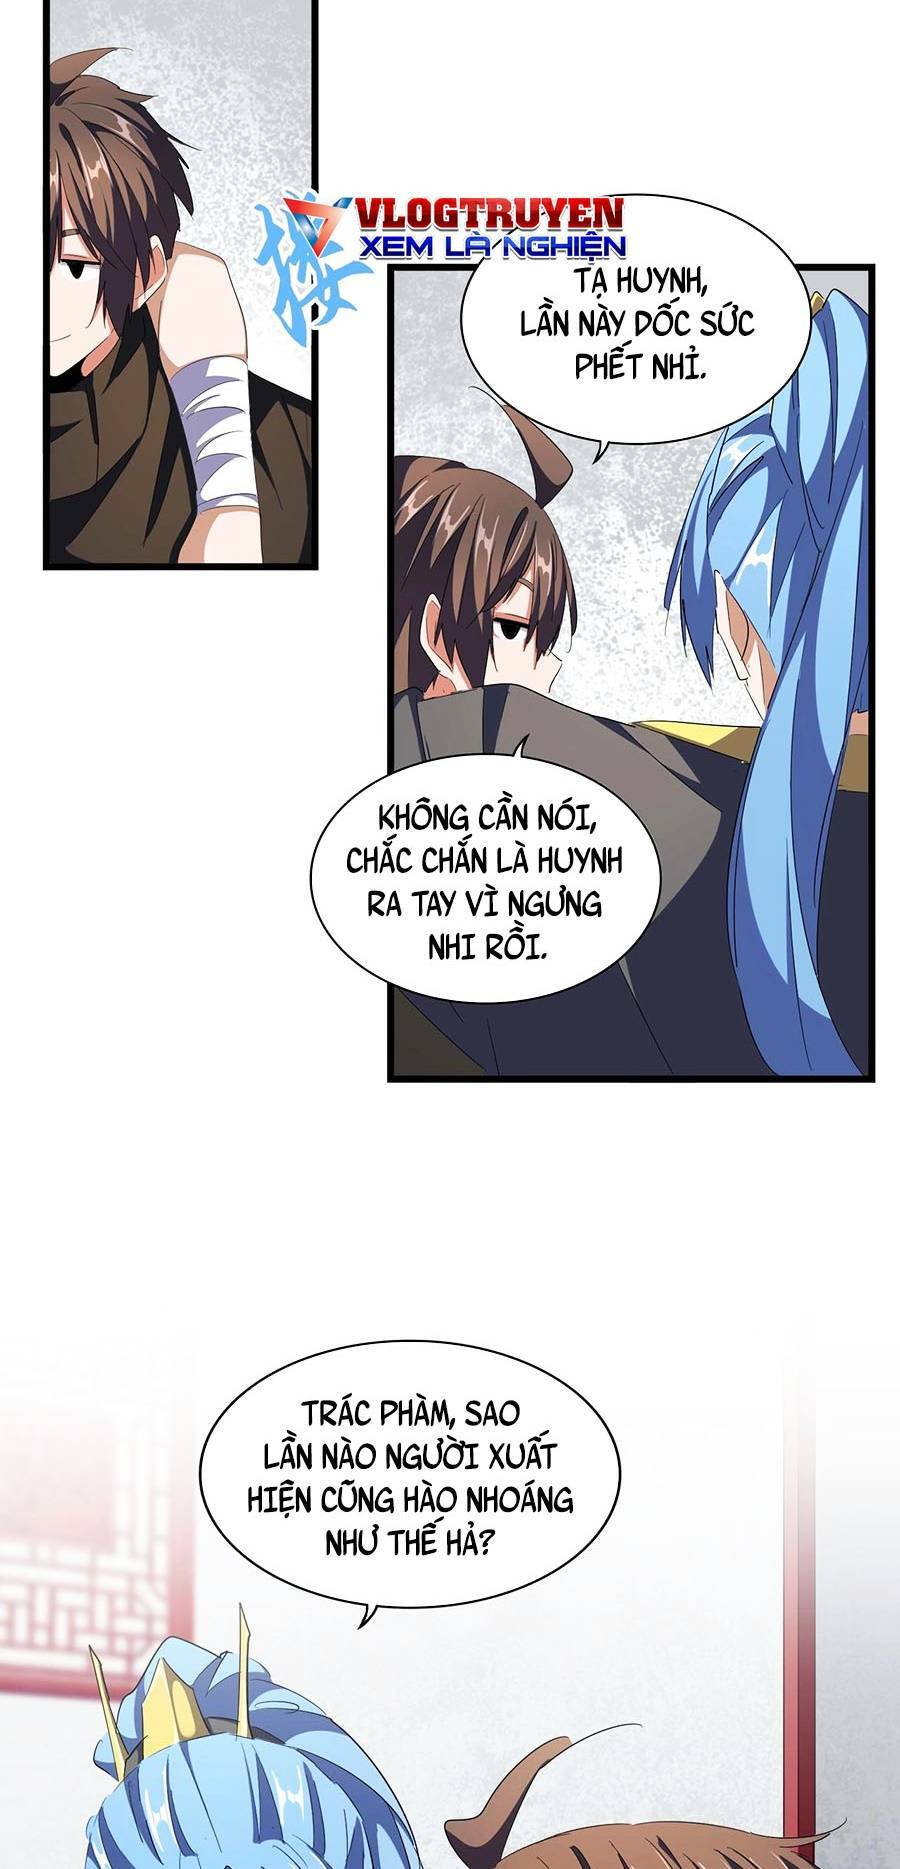 VLOGTRUYEN
XEM LÀ NGHIỆN
搂
TẠ HUYNH,
LẦN NÀY DỐC SỨC
PHẾT NHỈ.
KHÔNG CẦN NÓI,
CHẮC CHẮN LÀ HUYNH
RA TAY VÌ NGƯNG
NHI RỒI.
TRÁC PHÀM, SAO
LẦN NÀO NGƯỜI XUẤT
HIỆN CŨNG HÀO NHOÁNG
NHƯ THẾ HẢ?